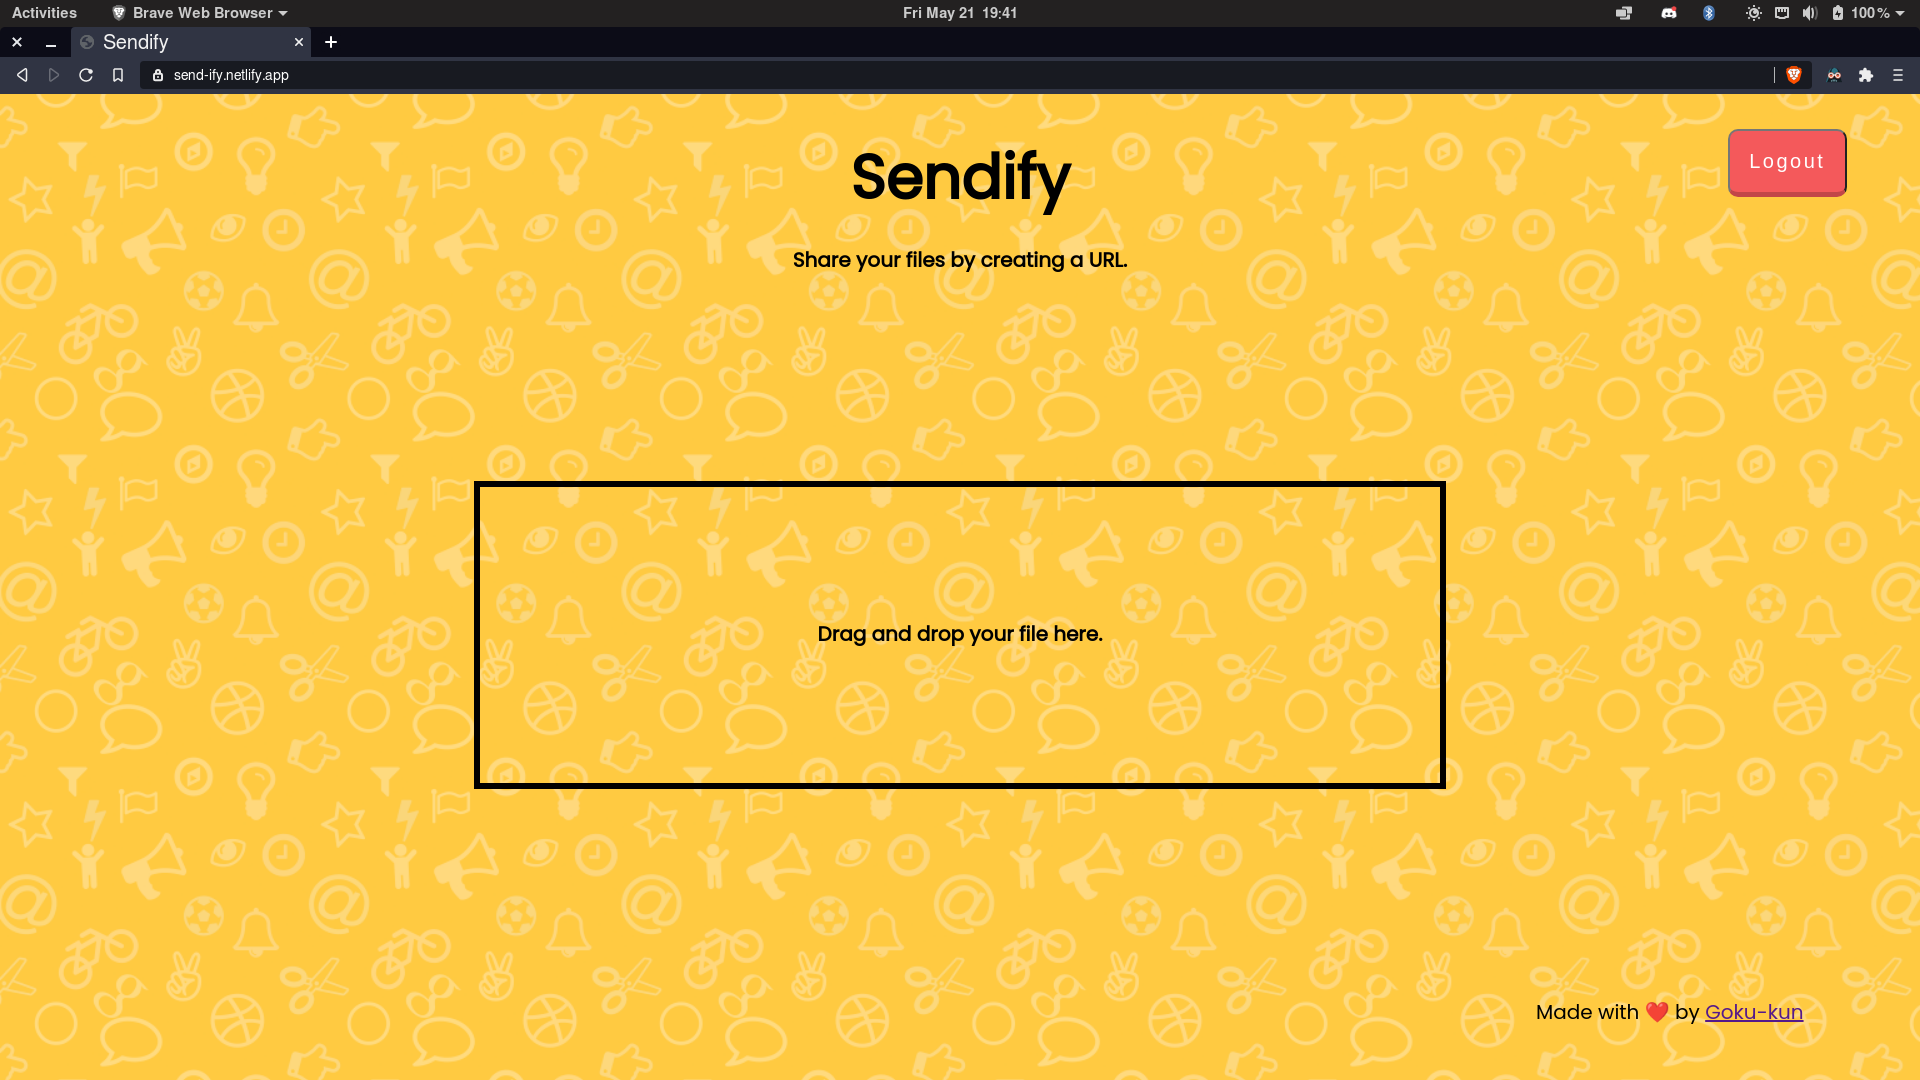 Activities Brave Web Browser Fri May 21 19:41 100%
Sendify
send-ify.netlify.app
Sendify
Logout
Share your files by creating a URL.
Drag and drop your file here.
Made with ❤️ by Goku-kun